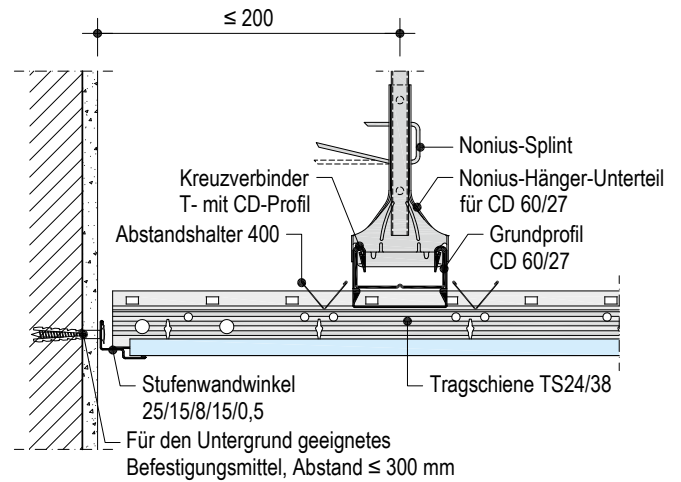 ≤ 200
Nonius-Splint
Kreuzverbinder
T- mit CD-Profil
Nonius-Hänger-Unterteil
für CD 60/27
Abstandshalter 400
Grundprofil
CD 60/27
Stufenwandwinkel
25/15/8/15/0,5
Tragschiene TS24/38
Für den Untergrund geeignetes
Befestigungsmittel, Abstand ≤ 300 mm